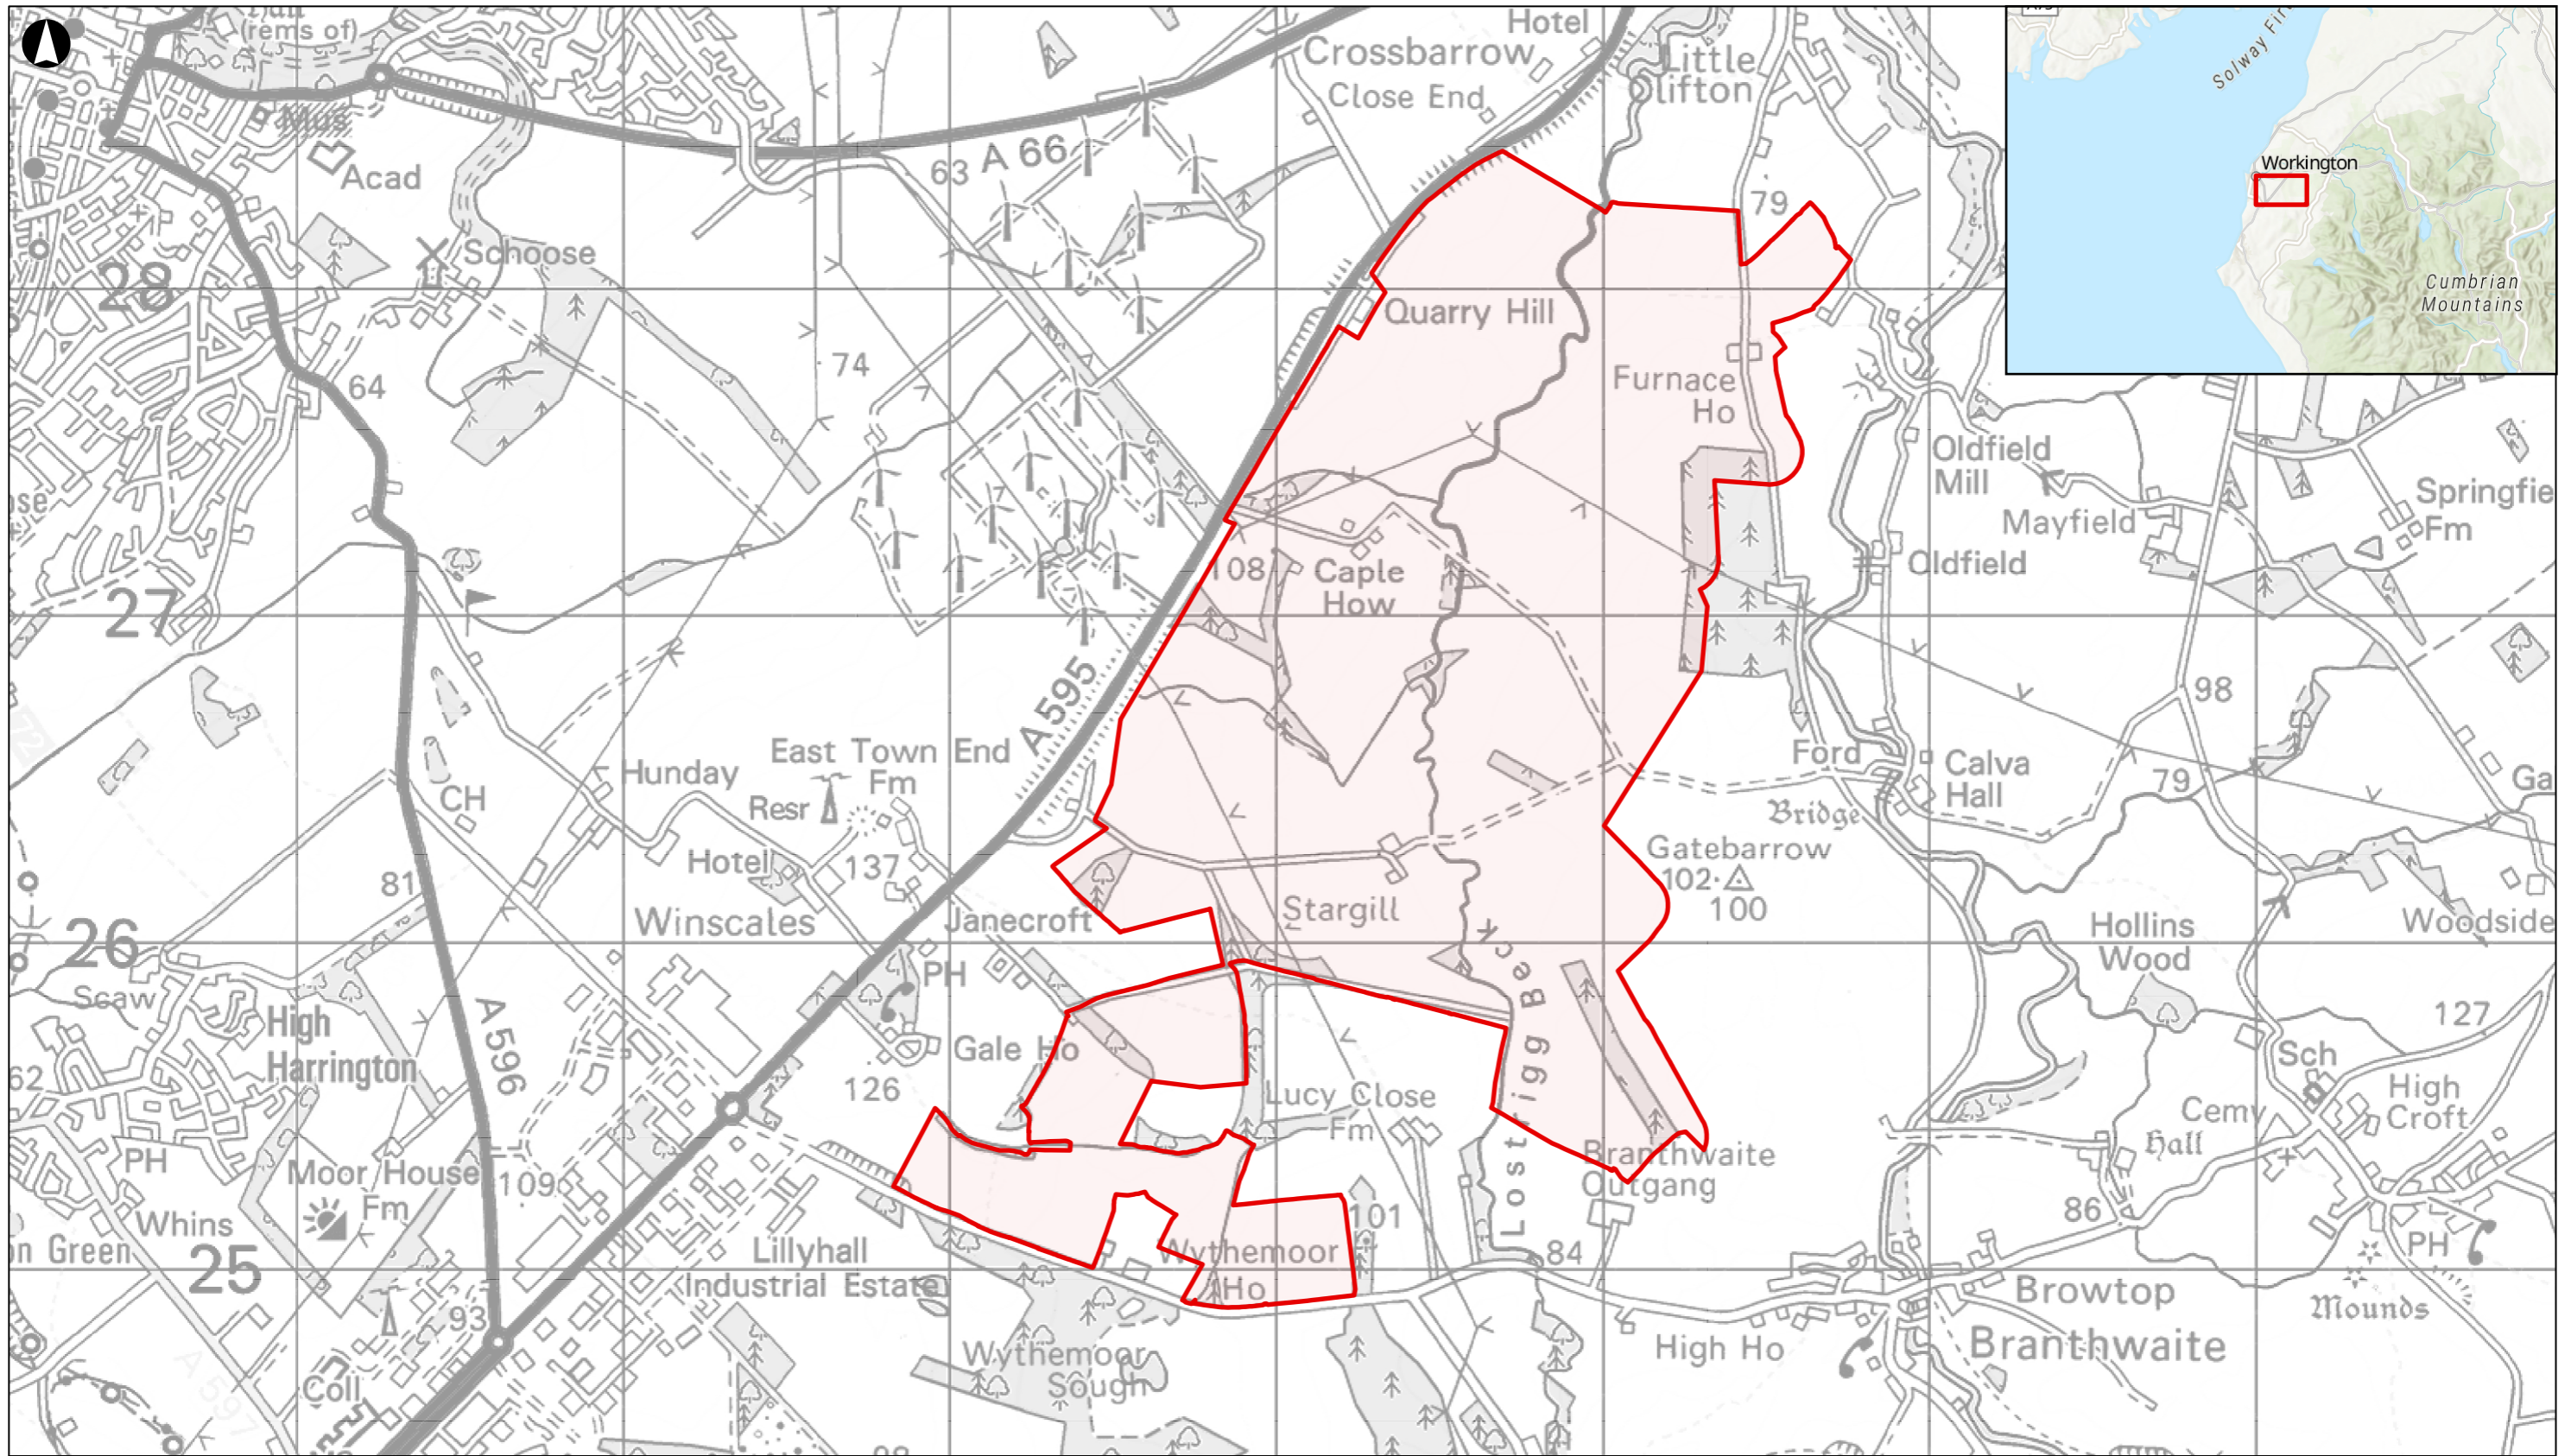 (rems of)
Mus
Acad
Schoose
28
64
63
A 66
74
Hotel
Crossbarrow
Close End
Little
Clifton
79
Solway
Workington
Cumbrian
Mountains
Quarry Hill
Furnace
Ho
Oldfield
Mill
Mayfield
Springfie
Fm
Oldfield
27
108
Caple
How
A 595
98
79
Hunday
East Town End
Fm
Resr
CH
Hotel
137
Winscales
Janecroft
81
Ford
Calva
Hall
Bridge
Ga
Gatebarrow
102
100
Stargill
Hollins
Wood
Woodside
26
Scaw
High
Harrington
A 596
62
PH
Gale Ho
126
Lucy Close
Fm
Lostrigg Beck
127
Sch
High
Croft
Cemy
Hall
PH
Moor House
Fm
109
Whins
on Green
25
Branthwaite
Outgang
101
84
86
PH
Lillyhall
Industrial Estate
Wythemoor
Ho
Browtop
Branthwaite
Mounds
93
Coll
A 597
Wythemoor
Sough
High Ho